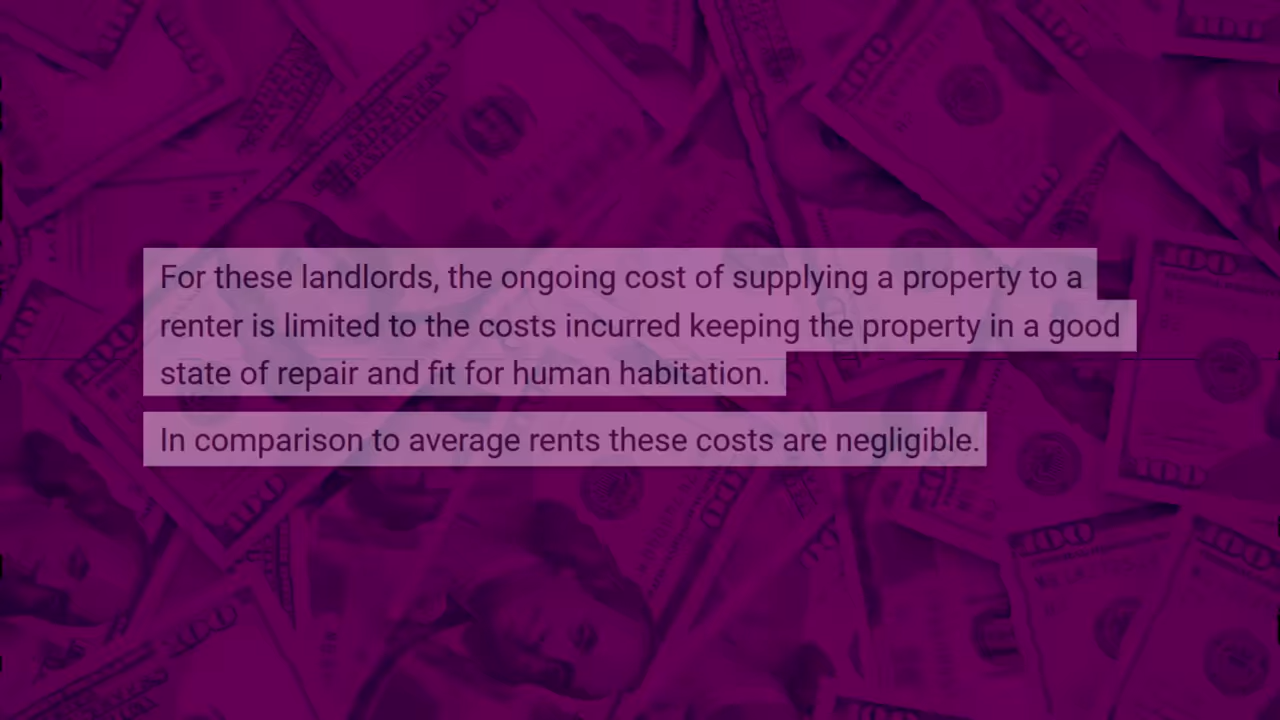 For these landlords, the ongoing cost of supplying a property to a
renter is limited to the costs incurred keeping the property in a good
state of repair and fit for human habitation.
In comparison to average rents these costs are negligible.